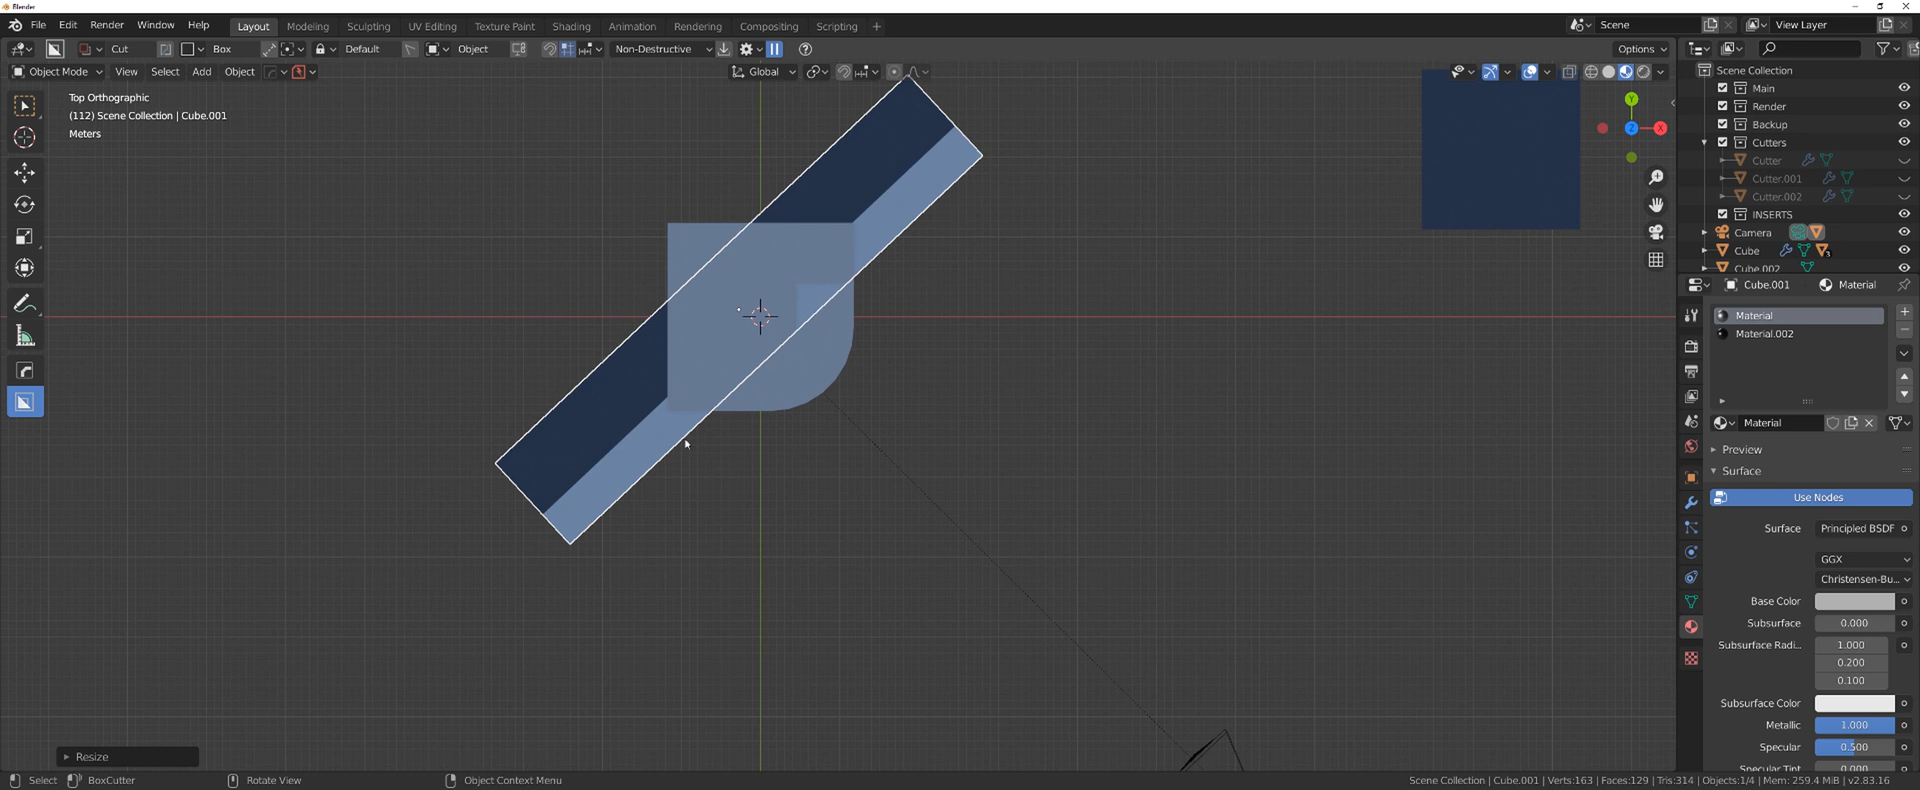 Blender
File Edit Render Window Help Layout Modeling Sculpting UV Editing Texture Paint Shading Animation Rendering Compositing Scripting + Scene View Layer
Cut Box Default Object Non-Destructive Options
Object Mode View Select Add Object Global
Top Orthographic
(112) Scene Collection | Cube.001
Meters
Y
Z X
Scene Collection
Main
Render
Backup
Cutters
Cutter
Cutter.001
Cutter.002
INSERTS
Camera
Cube 3
Cube.002
Cube.001 Material
Material
Material.002
Material
Preview
Surface
Use Nodes
Surface Principled BSDF
GGX
Christensen-Bu...
Base Color
Subsurface 0.000
Subsurface Radi... 1.000
0.200
0.100
Subsurface Color
Metallic 1.000
Specular 0.500
Specular Tint 0.000
Resize
Select BoxCutter Rotate View Object Context Menu Scene Collection | Cube.001 | Verts:163 | Faces:129 | Tris:314 | Objects:1/4 | Mem: 259.4 MiB | v2.83.16